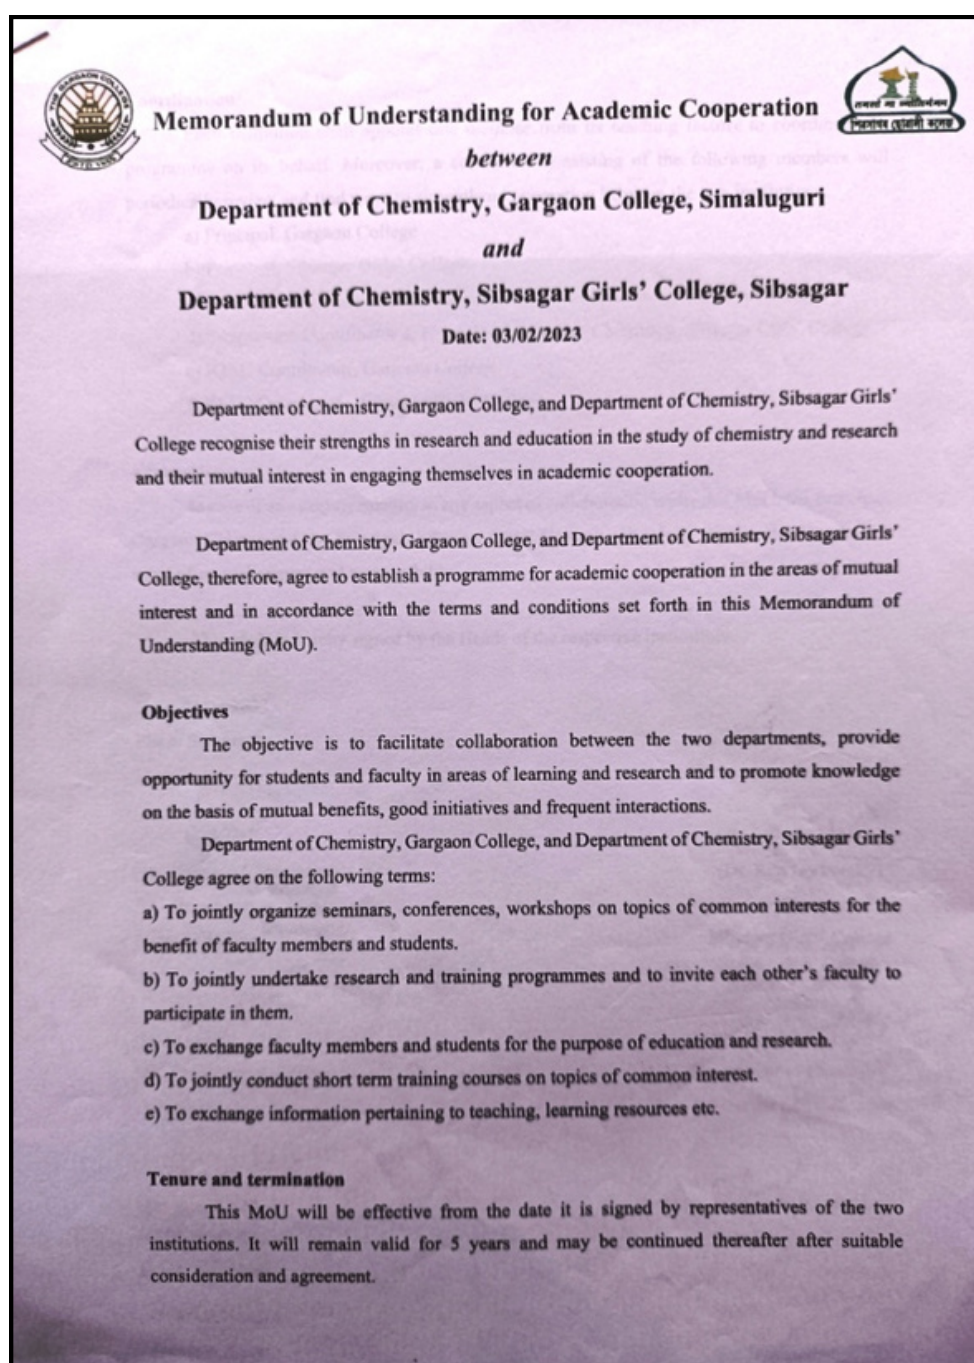 Memorandum of Understanding for Academic Cooperation
between
Department of Chemistry, Gargaon College, Simaluguri
and
Department of Chemistry, Sibsagar Girls' College, Sibsagar
Date: 03/02/2023
Department of Chemistry, Gargaon College, and Department of Chemistry, Sibsagar Girls'
College recognise their strengths in research and education in the study of chemistry and research
and their mutual interest in engaging themselves in academic cooperation.
Department of Chemistry, Gargaon College, and Department of Chemistry, Sibsagar Girls'
College, therefore, agree to establish a programme for academic cooperation in the areas of mutual
interest and in accordance with the terms and conditions set forth in this Memorandum of
Understanding (MoU).
Objectives
The objective is to facilitate collaboration between the two departments, provide
opportunity for students and faculty in areas of learning and research and to promote knowledge
on the basis of mutual benefits, good initiatives and frequent interactions.
Department of Chemistry, Gargaon College, and Department of Chemistry, Sibsagar Girls'
College agree on the following terms:
a) To jointly organize seminars, conferences, workshops on topics of common interests for the
benefit of faculty members and students.
b) To jointly undertake research and training programmes and to invite each other's faculty to
participate in them.
c) To exchange faculty members and students for the purpose of education and research.
d) To jointly conduct short term training courses on topics of common interest.
e) To exchange information pertaining to teaching, learning resources etc.
Tenure and termination
This MoU will be effective from the date it is signed by representatives of the two
institutions. It will remain valid for 5 years and may be continued thereafter after suitable
consideration and agreement.